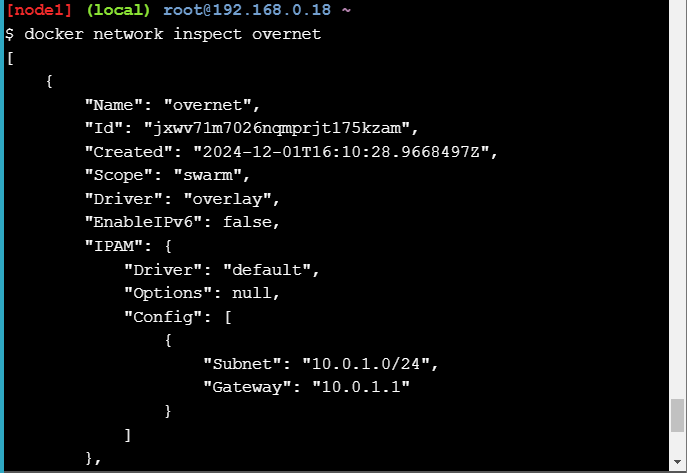 [node1] (local) root@192.168.0.18 ~
$ docker network inspect overnet
[
    {
        "Name": "overnet",
        "Id": "jxwv71m7026nqmprjt175kzam",
        "Created": "2024-12-01T16:10:28.9668497Z",
        "Scope": "swarm",
        "Driver": "overlay",
        "EnableIPv6": false,
        "IPAM": {
            "Driver": "default",
            "Options": null,
            "Config": [
                {
                    "Subnet": "10.0.1.0/24",
                    "Gateway": "10.0.1.1"
                }
            ]
        },